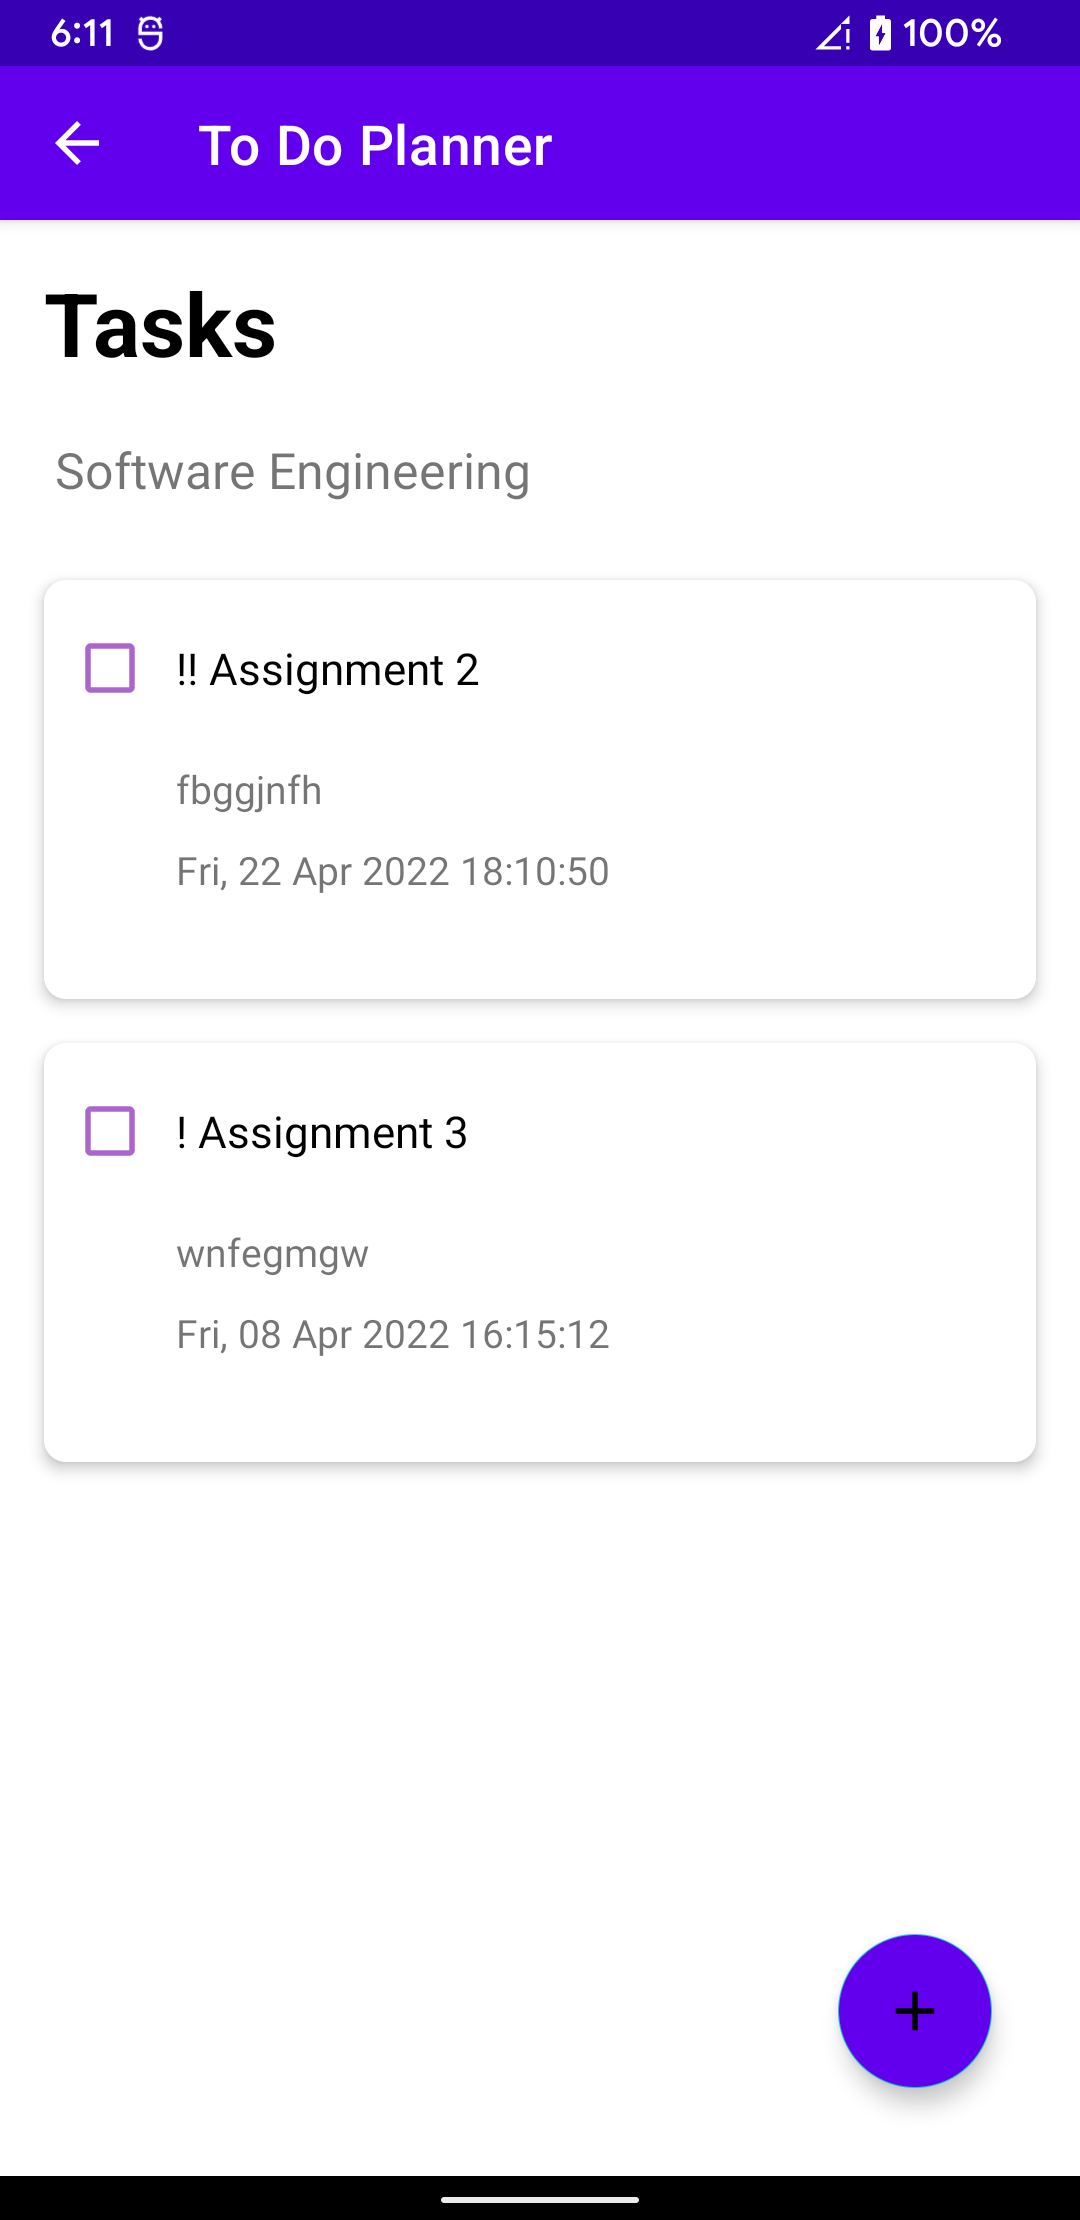 6:11 100%
To Do Planner
Tasks
Software Engineering
!! Assignment 2
fbggjnfh
Fri, 22 Apr 2022 18:10:50
! Assignment 3
wnfegmgw
Fri, 08 Apr 2022 16:15:12